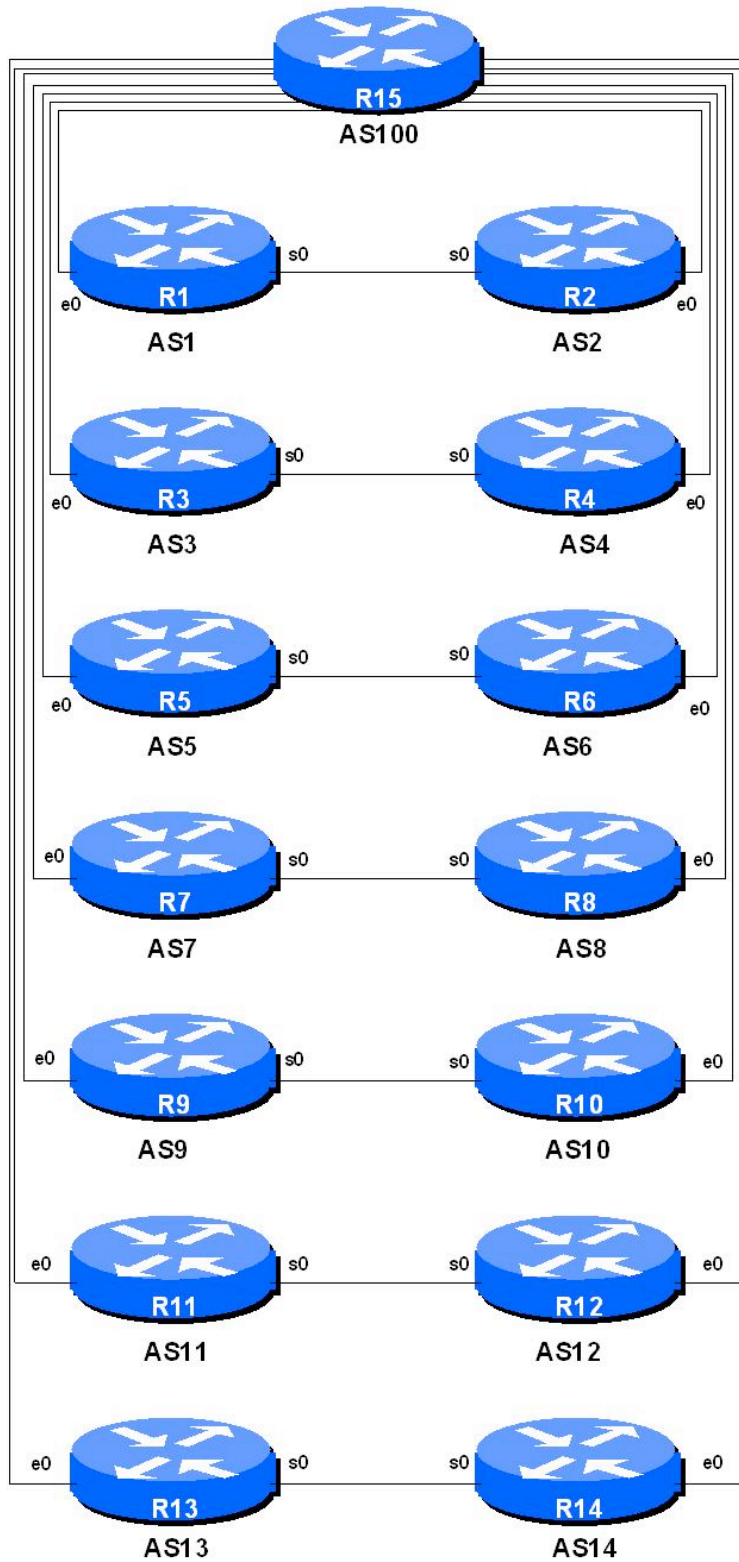 R15
AS100
s0 s0
R1 R2
e0 e0
AS1 AS2
s0 s0
R3 R4
e0 e0
AS3 AS4
s0 s0
R5 R6
e0 e0
AS5 AS6
e0 s0 s0 e0
R7 R8
AS7 AS8
e0 s0 s0 e0
R9 R10
AS9 AS10
e0 s0 s0 e0
R11 R12
AS11 AS12
e0 s0 s0 e0
R13 R14
AS13 AS14